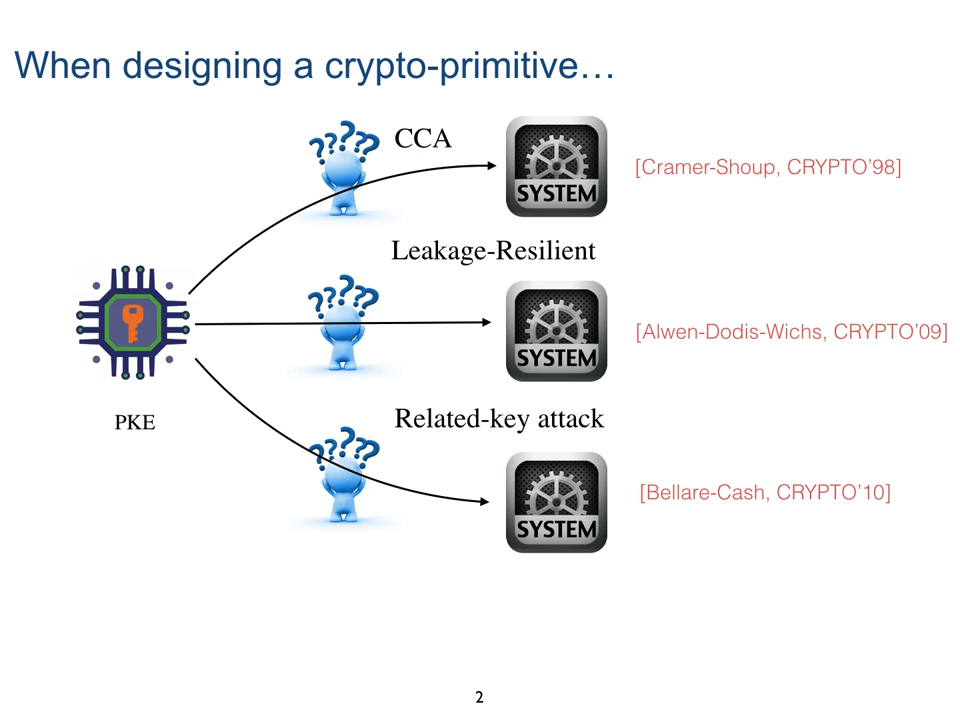 When designing a crypto-primitive…
CCA
SYSTEM
[Cramer-Shoup, CRYPTO’98]
Leakage-Resilient
SYSTEM
[Alwen-Dodis-Wichs, CRYPTO’09]
PKE
Related-key attack
SYSTEM
[Bellare-Cash, CRYPTO’10]
2